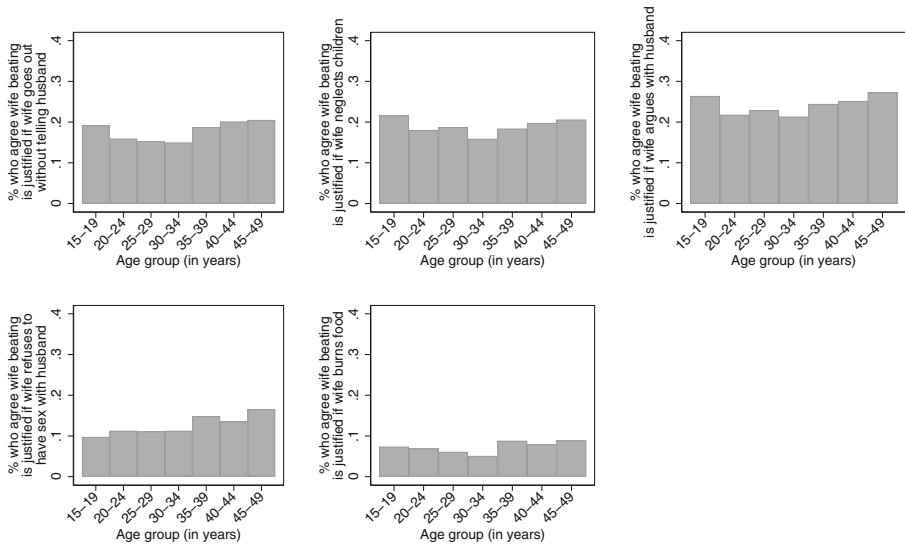 % who agree wife beating
is justified if wife goes out
without telling husband
0 .1 .2 .3 .4
15–19 20–24 25–29 30–34 35–39 40–44 45–49
Age group (in years)
% who agree wife beating
is justified if wife neglects children
0 .1 .2 .3 .4
15–19 20–24 25–29 30–34 35–39 40–44 45–49
Age group (in years)
% who agree wife beating
is justified if wife argues with husband
0 .1 .2 .3 .4
15–19 20–24 25–29 30–34 35–39 40–44 45–49
Age group (in years)
% who agree wife beating
is justified if wife refuses to
have sex with husband
0 .1 .2 .3 .4
15–19 20–24 25–29 30–34 35–39 40–44 45–49
Age group (in years)
% who agree wife beating
is justified if wife burns food
0 .1 .2 .3 .4
15–19 20–24 25–29 30–34 35–39 40–44 45–49
Age group (in years)